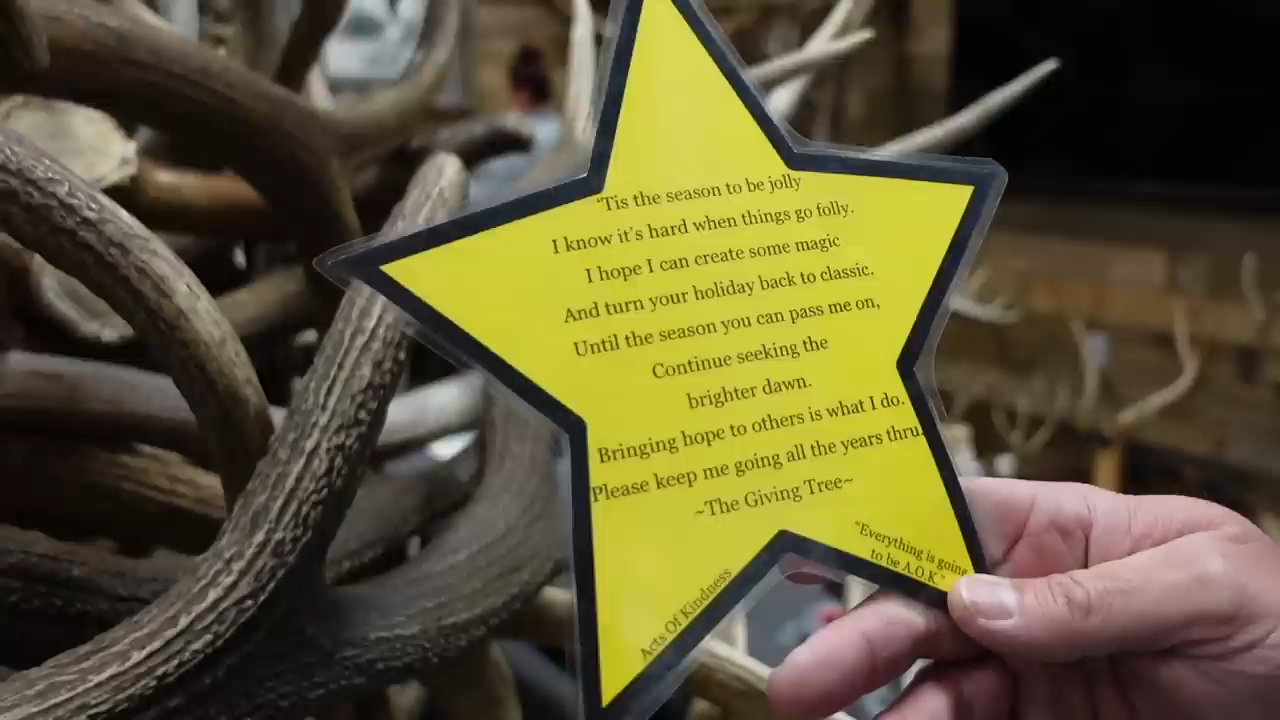 'Tis the season to be jolly
I know it's hard when things go folly.
I hope I can create some magic
And turn your holiday back to classic.
Until the season you can pass me on,
Continue seeking the
brighter dawn.
Bringing hope to others is what I do.
Please keep me going all the years thru.
~The Giving Tree~
"Everything is going
to be A.O.K"
Acts Of Kindness